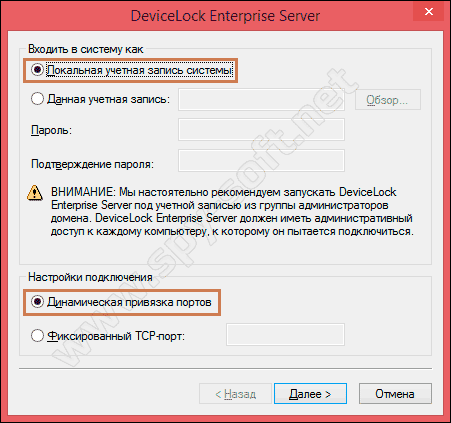 DeviceLock Enterprise Server
Входить в систему как
Локальная учетная запись системы
Данная учетная запись:
Обзор...
Пароль:
Подтверждение пароля:
ВНИМАНИЕ: Мы настоятельно рекомендуем запускать DeviceLock
Enterprise Server под учетной записью из группы администраторов
домена. DeviceLock Enterprise Server должен иметь административный
доступ к каждому компьютеру, к которому он пытается подключиться.
Настройки подключения
Динамическая привязка портов
Фиксированный TCP-порт:
< Назад
Далее >
Отмена
www.spy-soft.net